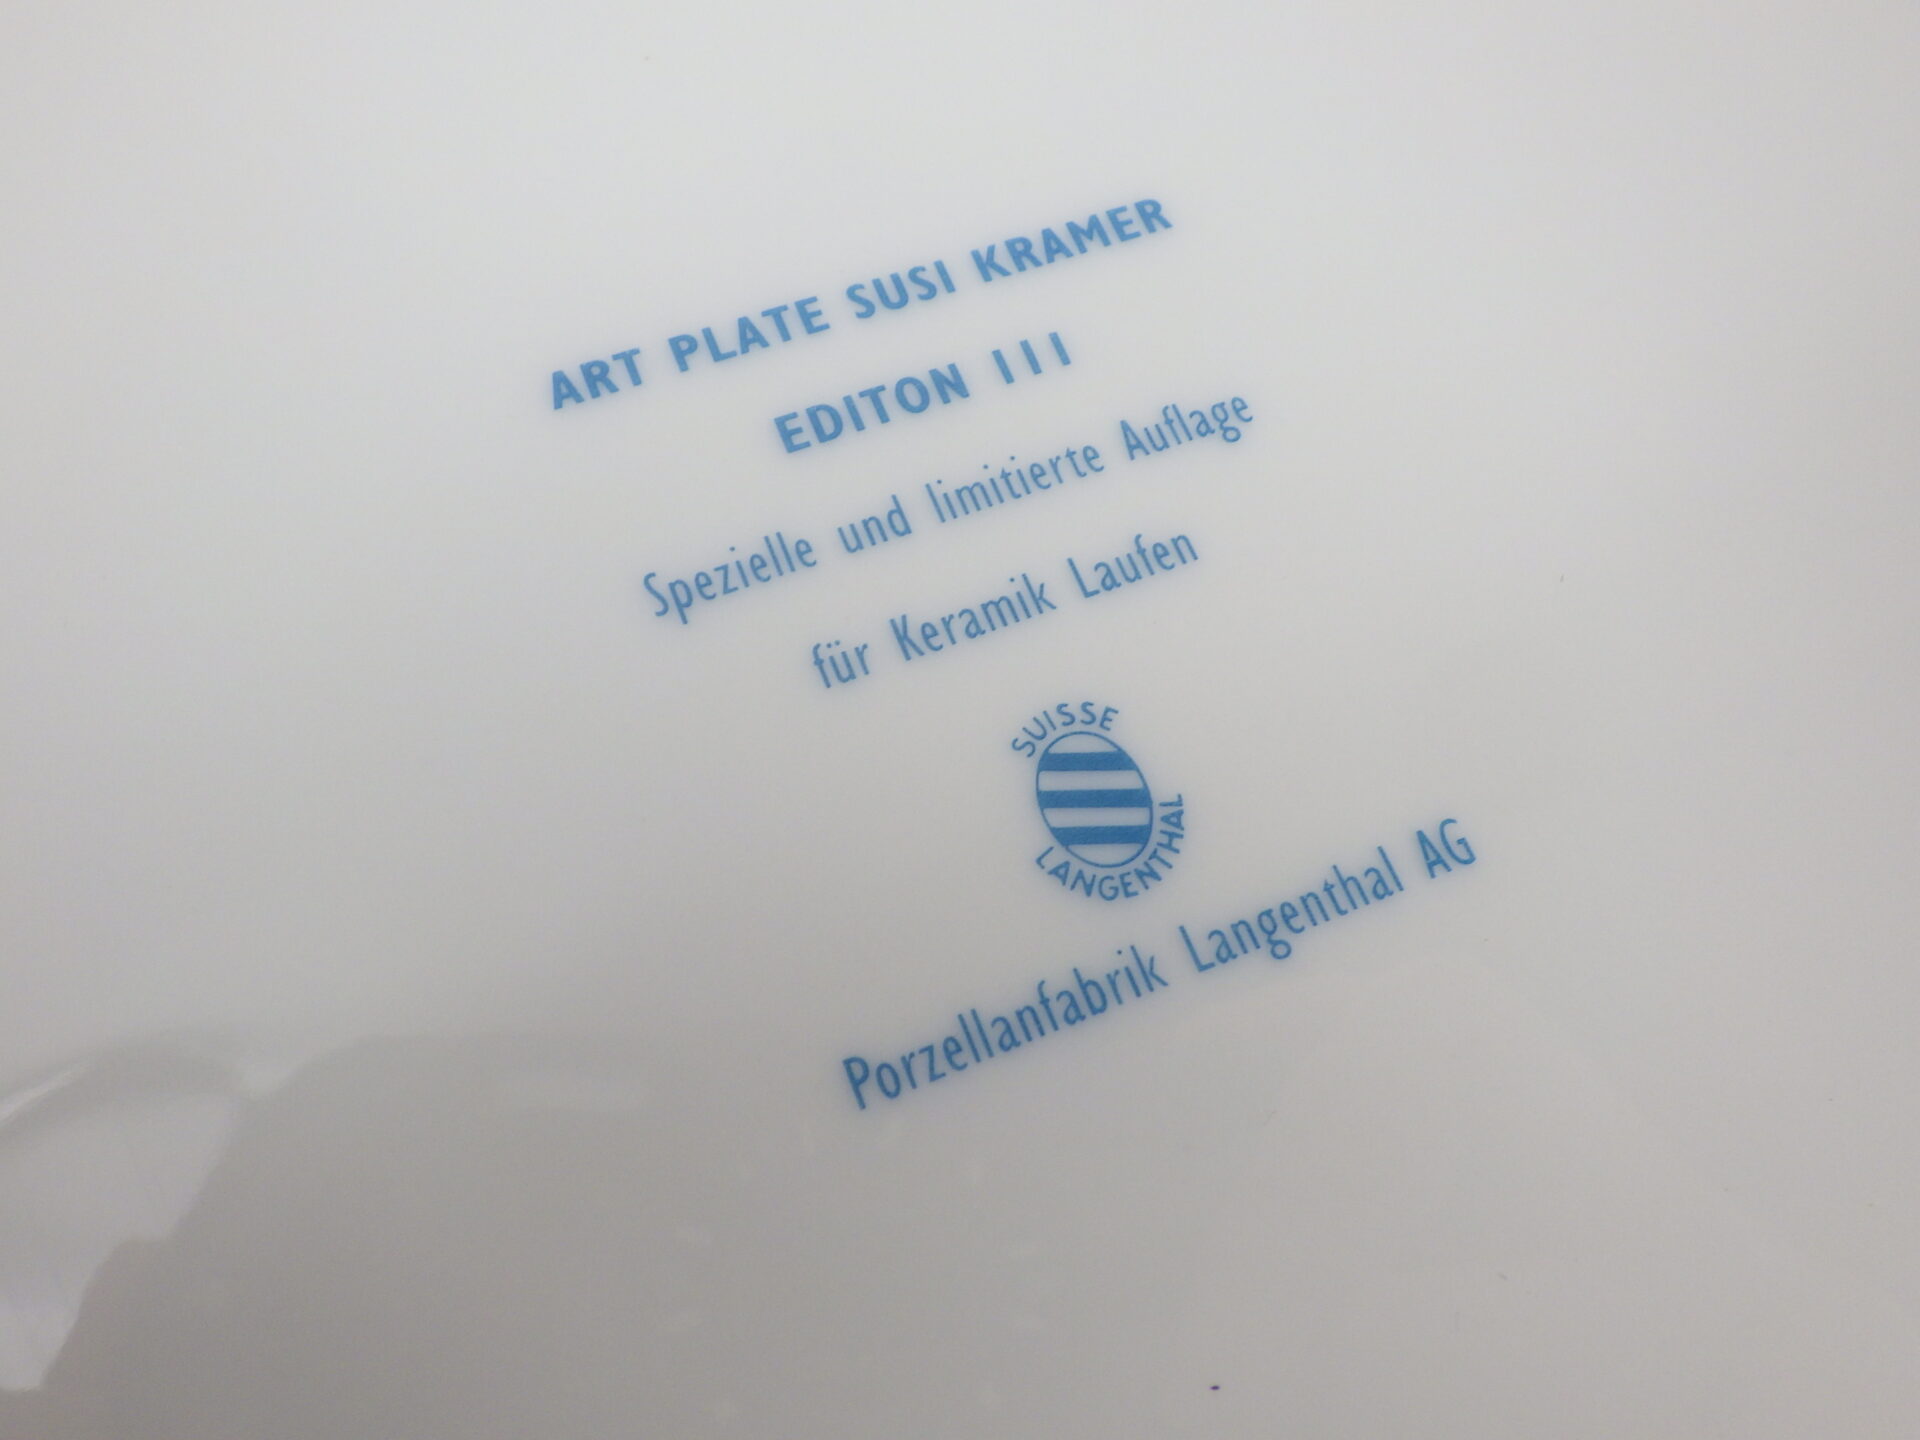 ART PLATE SUSI KRAMER
EDITON III
Spezielle und limitierte Auflage
für Keramik Laufen
SUISSE
LANGENTHAL
Porzellanfabrik Langenthal AG